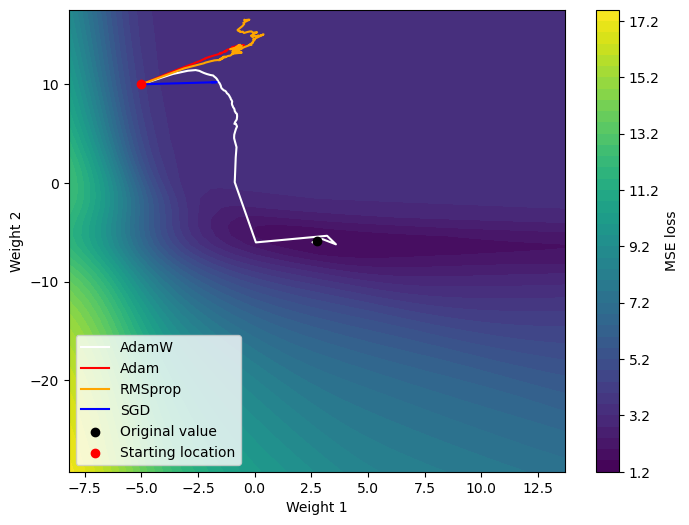 10
0
−10
−20
Weight 2
−7.5
−5.0
−2.5
0.0
2.5
5.0
7.5
10.0
12.5
Weight 1
AdamW
Adam
RMSprop
SGD
Original value
Starting location
17.2
15.2
13.2
11.2
9.2
7.2
5.2
3.2
1.2
MSE loss